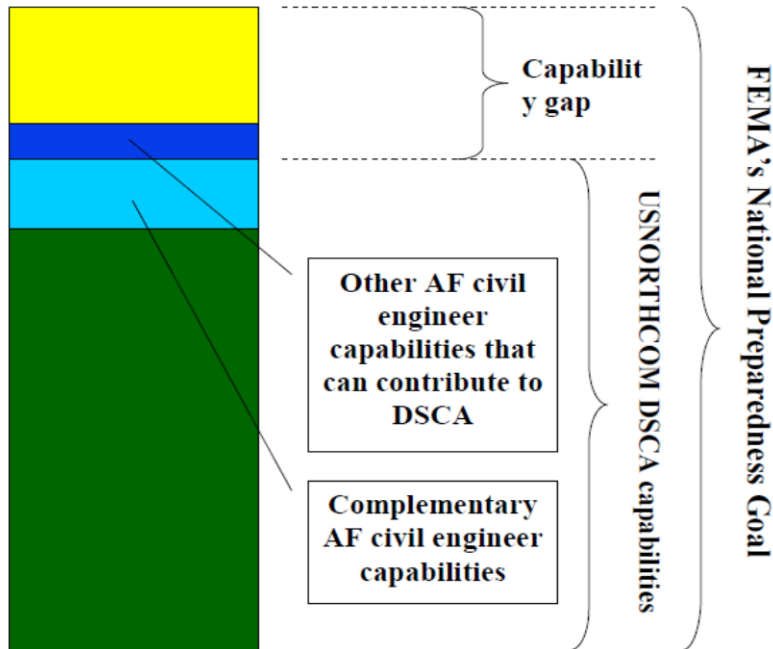 Capabilit
y gap
Other AF civil
engineer
capabilities that
can contribute to
DSCA
Complementary
AF civil engineer
capabilities
USNORTHCOM DSCA capabilities
FEMA’s National Preparedness Goal